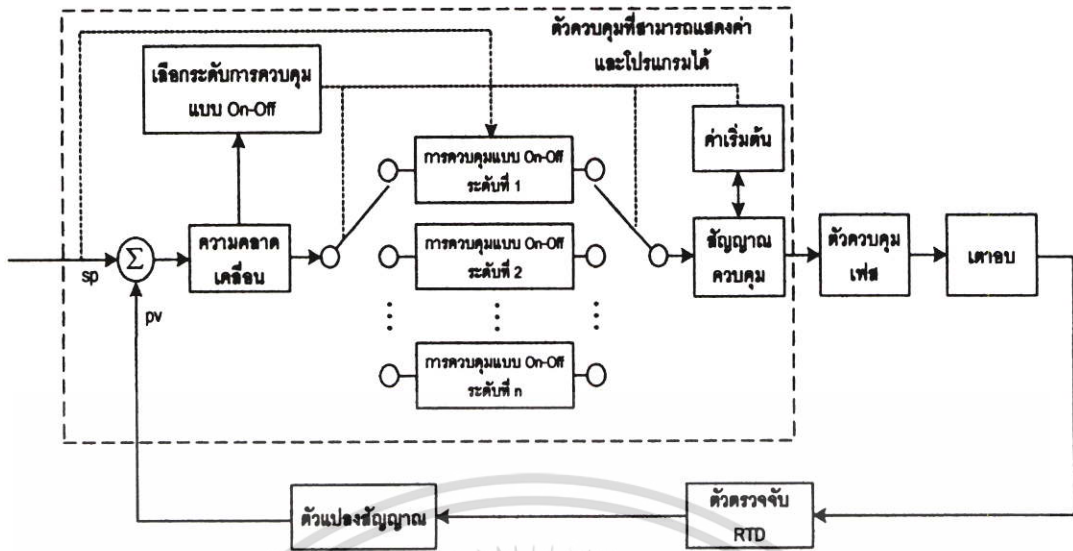 ตัวควบคุมที่สามารถแสดงค่า
และโปรแกรมได้
เลือกระดับการควบคุม
แบบ On-Off
ค่าเริ่มต้น
การควบคุมแบบ On-Off
ระดับที่ 1
ความคลาด
เคลื่อน
การควบคุมแบบ On-Off
ระดับที่ 2
สัญญาณ
ควบคุม
ตัวควบคุม
เฟส
เตาอบ
sp
Σ
pv
การควบคุมแบบ On-Off
ระดับที่ n
ตัวแปลงสัญญาณ
ตัวตรวจจับ
RTD